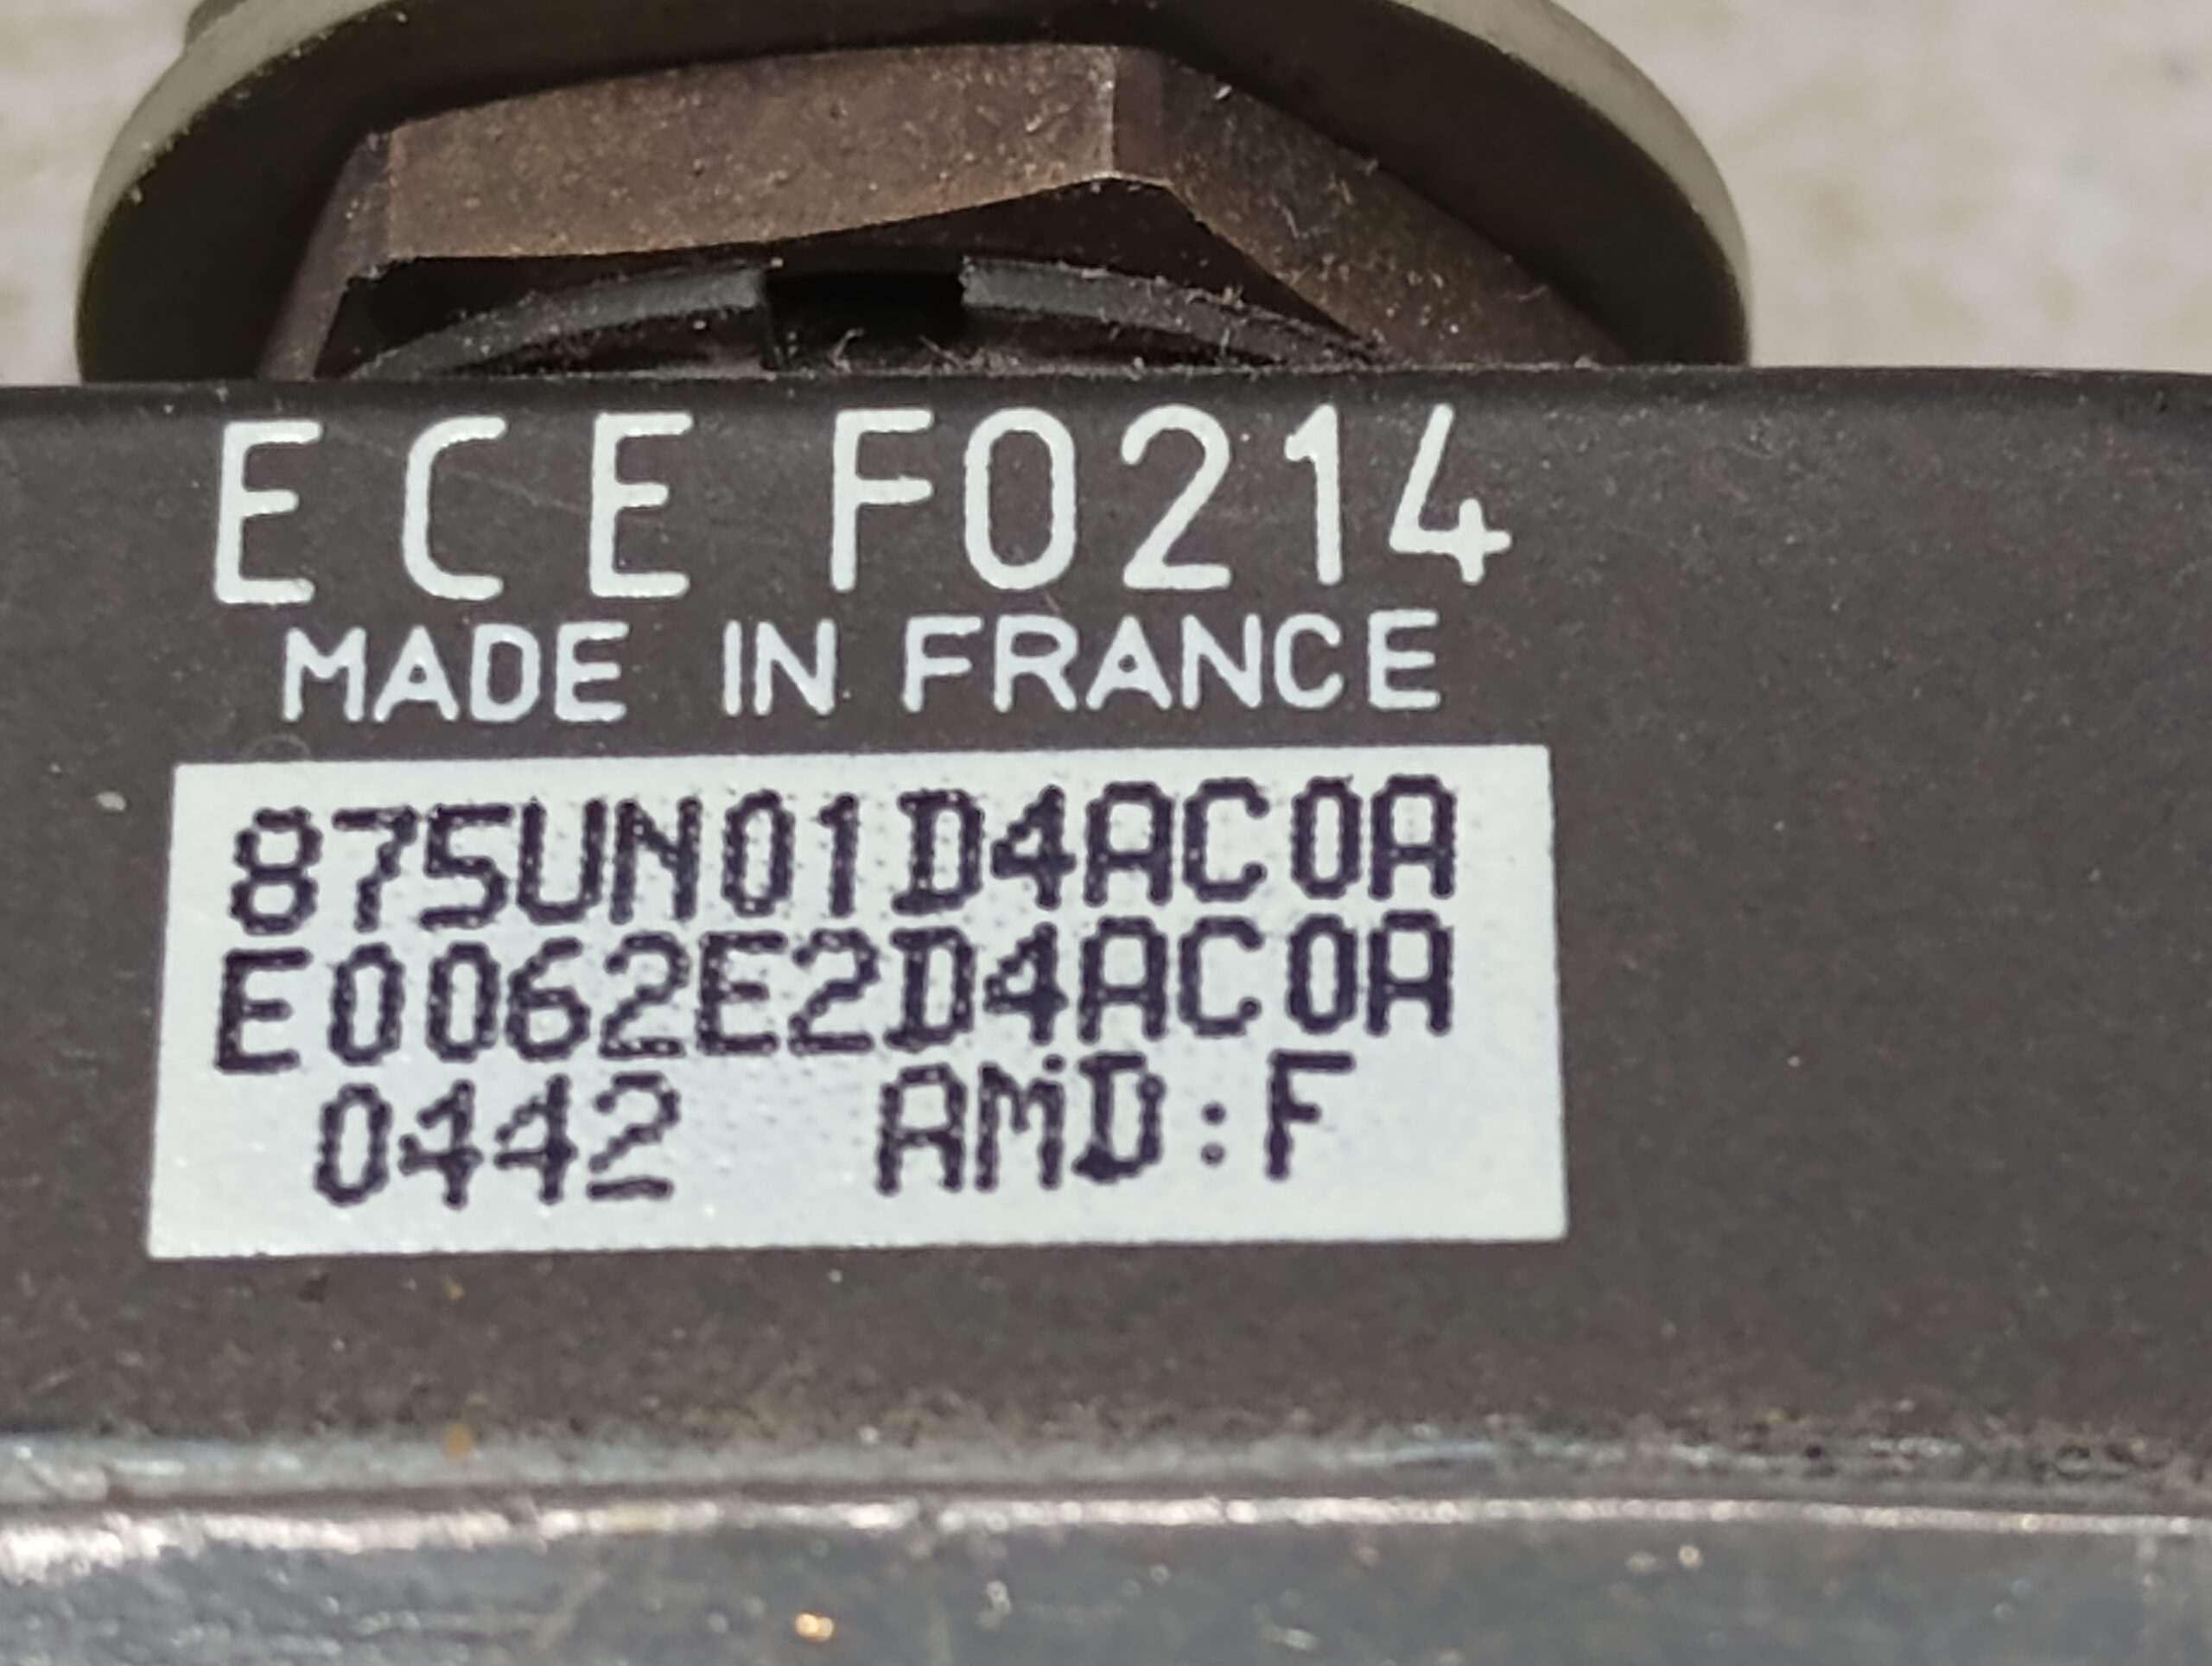 ECE F0214
MADE IN FRANCE
875UN01D4AC0A
E0062E2D4AC0A
0442 AMD:F